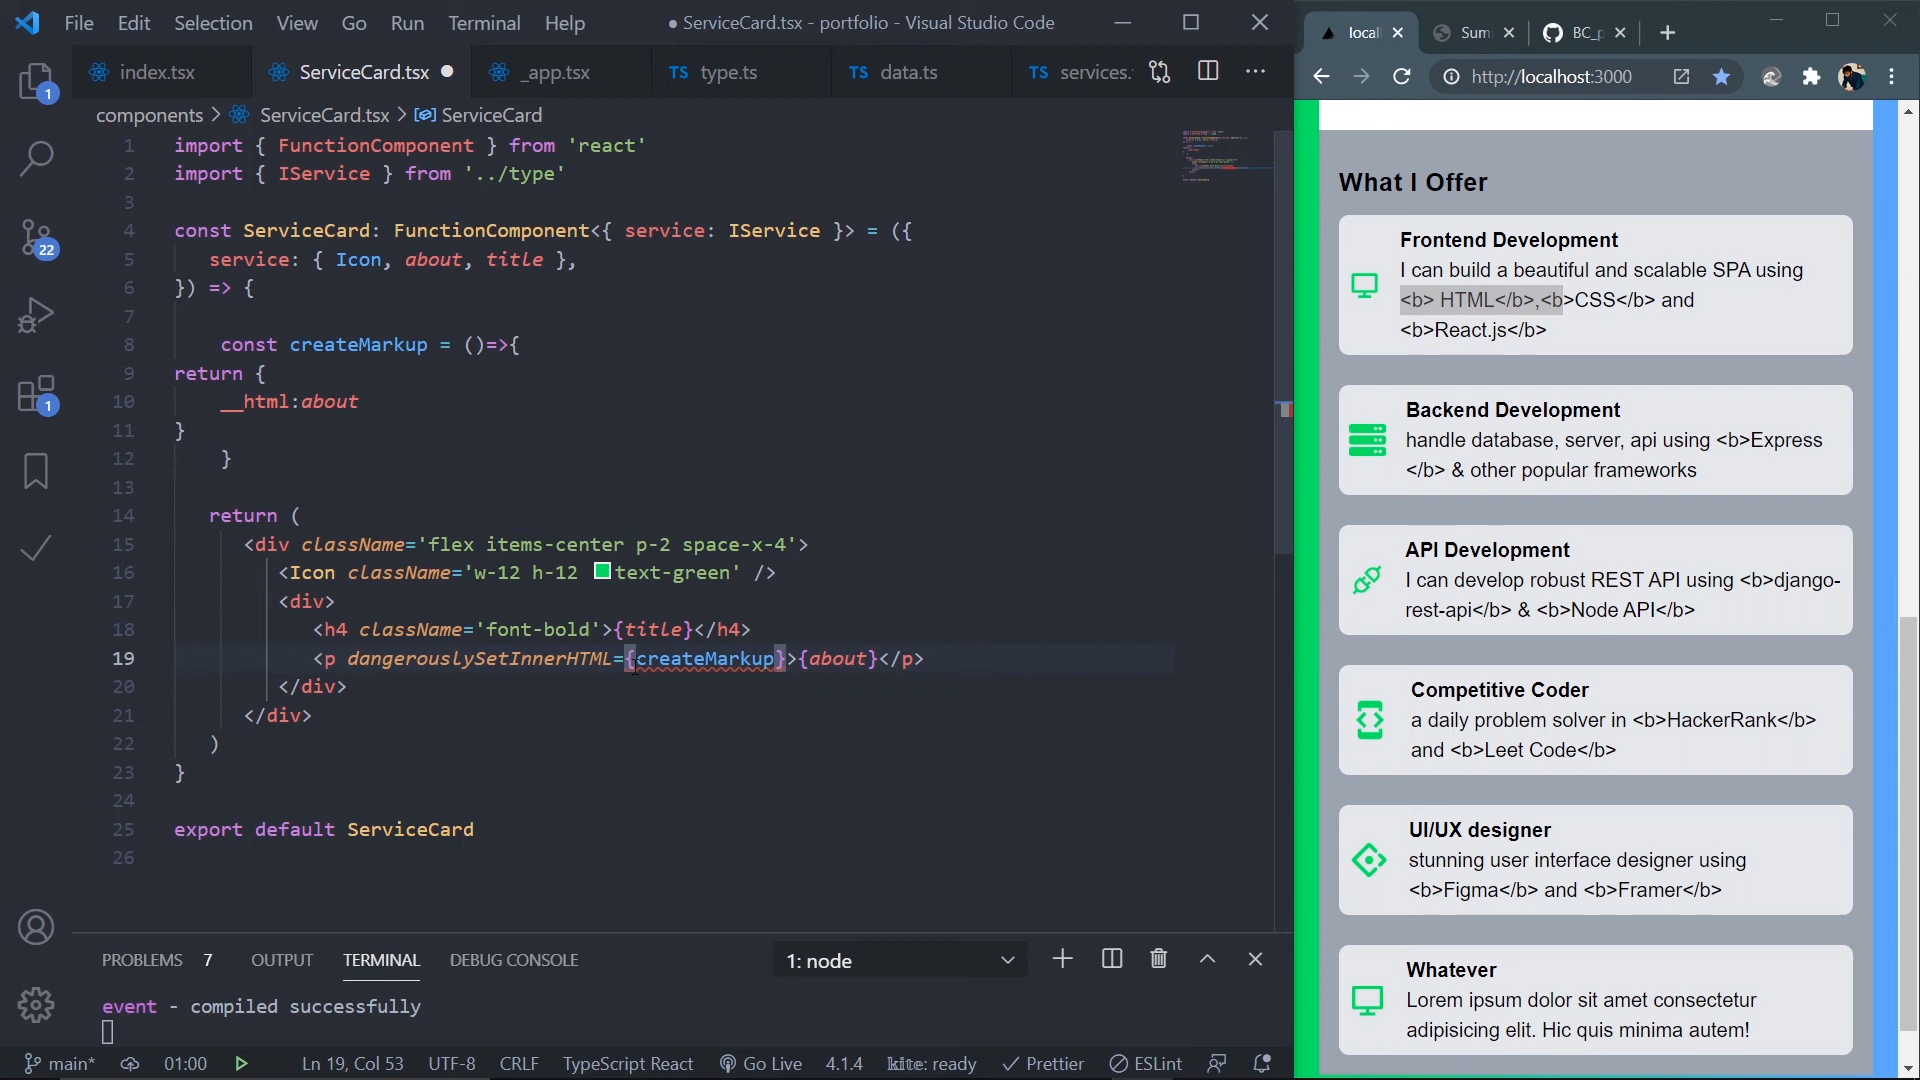 File Edit Selection View Go Run Terminal Help ● ServiceCard.tsx - portfolio - Visual Studio Code
index.tsx ServiceCard.tsx _app.tsx TS type.ts TS data.ts TS services.
components > ServiceCard.tsx > ServiceCard
1 import { FunctionComponent } from 'react'
2 import { IService } from '../type'
3
4 const ServiceCard: FunctionComponent<{ service: IService }> = ({
5 service: { Icon, about, title },
6 }) => {
7
8 const createMarkup = ()=>{
9 return {
10 __html:about
11 }
12 }
13
14 return (
15 <div className='flex items-center p-2 space-x-4'>
16 <Icon className='w-12 h-12 text-green' />
17 <div>
18 <h4 className='font-bold'>{title}</h4>
19 <p dangerouslySetInnerHTML={createMarkup}>{about}</p>
20 </div>
21 </div>
22 )
23 }
24
25 export default ServiceCard
26
1
22
1
PROBLEMS 7 OUTPUT TERMINAL DEBUG CONSOLE 1: node
event - compiled successfully
main* 01:00 Ln 19, Col 53 UTF-8 CRLF TypeScript React Go Live 4.1.4 kite: ready Prettier ESLint
local Sum BC_p
http://localhost:3000
What I Offer
Frontend Development
I can build a beautiful and scalable SPA using
<b> HTML</b>,<b>CSS</b> and
<b>React.js</b>
Backend Development
handle database, server, api using <b>Express
</b> & other popular frameworks
API Development
I can develop robust REST API using <b>django-
rest-api</b> & <b>Node API</b>
Competitive Coder
a daily problem solver in <b>HackerRank</b>
and <b>Leet Code</b>
UI/UX designer
stunning user interface designer using
<b>Figma</b> and <b>Framer</b>
Whatever
Lorem ipsum dolor sit amet consectetur
adipisicing elit. Hic quis minima autem!